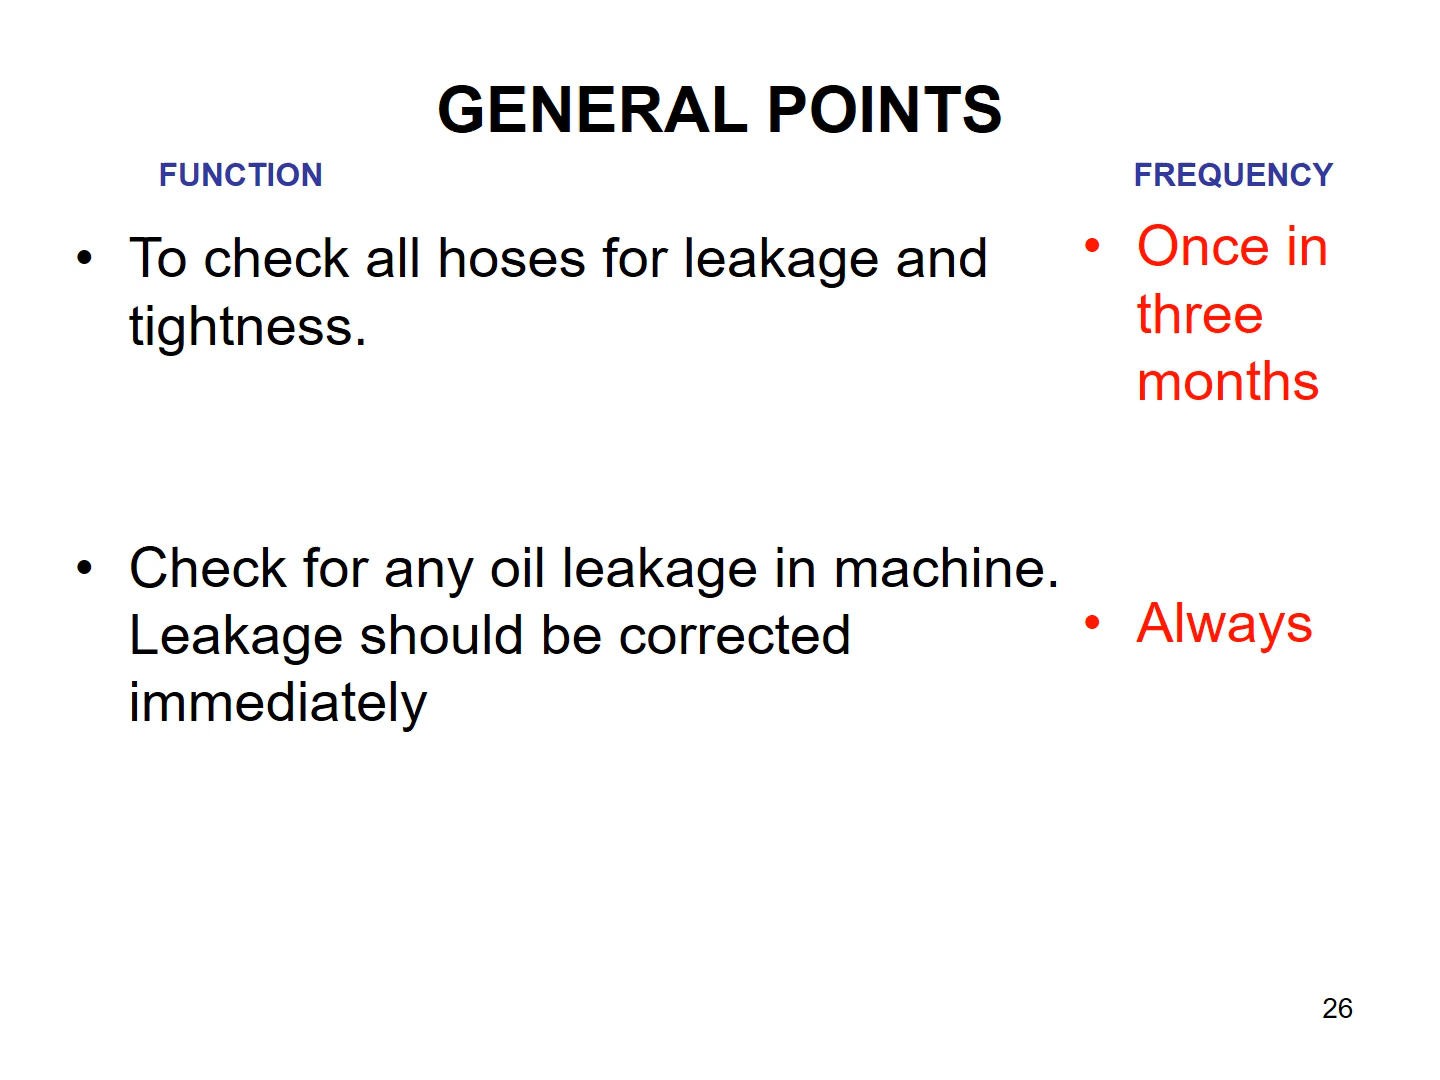 GENERAL POINTS
FUNCTION
FREQUENCY
• To check all hoses for leakage and
tightness.
• Once in
three
months
• Check for any oil leakage in machine.
Leakage should be corrected
immediately
• Always
26